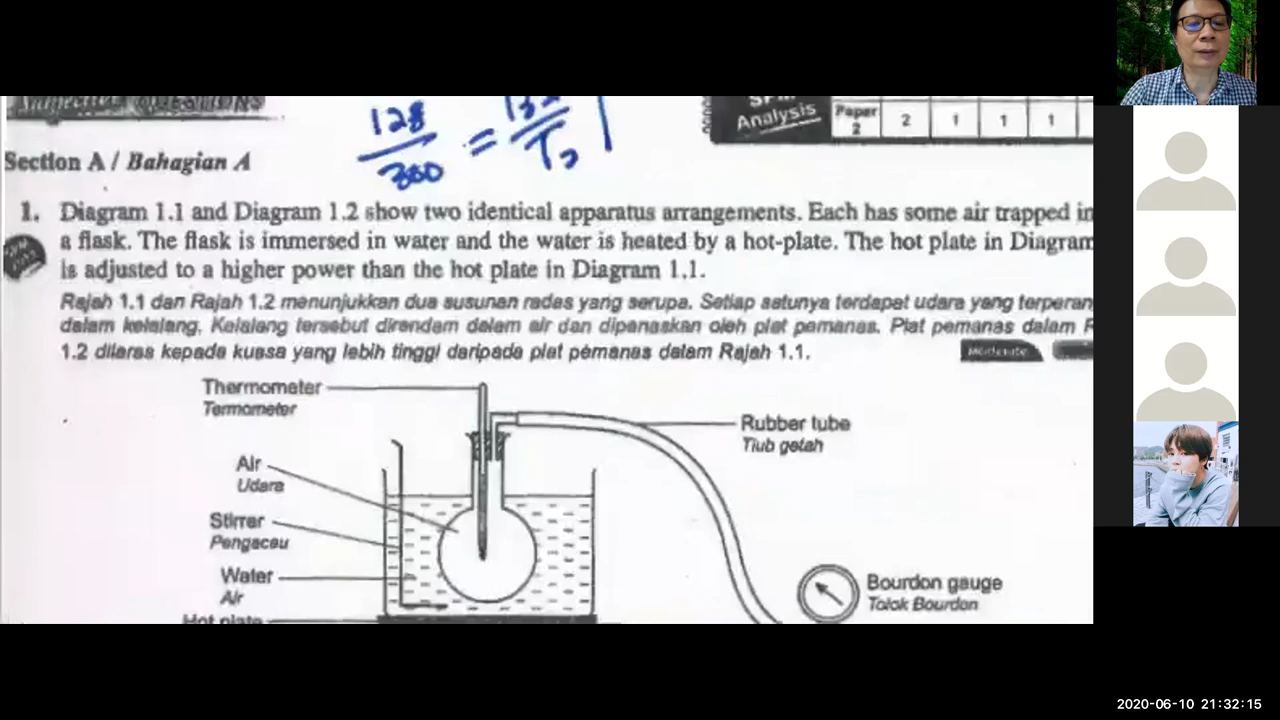 Subjective QUESTIONS
128/300 = 132/T2
Analysis
Paper 2 2 1 1 1
Section A / Bahagian A
1. Diagram 1.1 and Diagram 1.2 show two identical apparatus arrangements. Each has some air trapped in
a flask. The flask is immersed in water and the water is heated by a hot-plate. The hot plate in Diagram
is adjusted to a higher power than the hot plate in Diagram 1.1.
Rajah 1.1 dan Rajah 1.2 menunjukkan dua susunan radas yang serupa. Setiap satunya terdapat udara yang terperan
dalam kelalang. Kelalang tersebut direndam dalam air dan dipanaskan oleh plat pemanas. Plat pemanas dalam R
1.2 dilaras kepada kuasa yang lebih tinggi daripada plat pemanas dalam Rajah 1.1.
Moderate
Thermometer
Termometer
Rubber tube
Tiub getah
Air
Udara
Stirrer
Pengacau
Water
Air
Bourdon gauge
Tolok Bourdon
Hot plate
2020-06-10 21:32:15